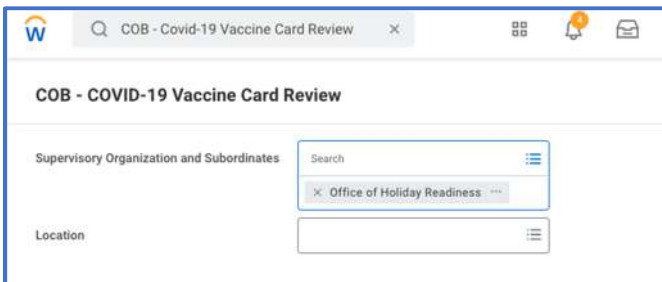 W
COB - Covid-19 Vaccine Card Review
4
COB - COVID-19 Vaccine Card Review
Supervisory Organization and Subordinates
Search
Office of Holiday Readiness
Location